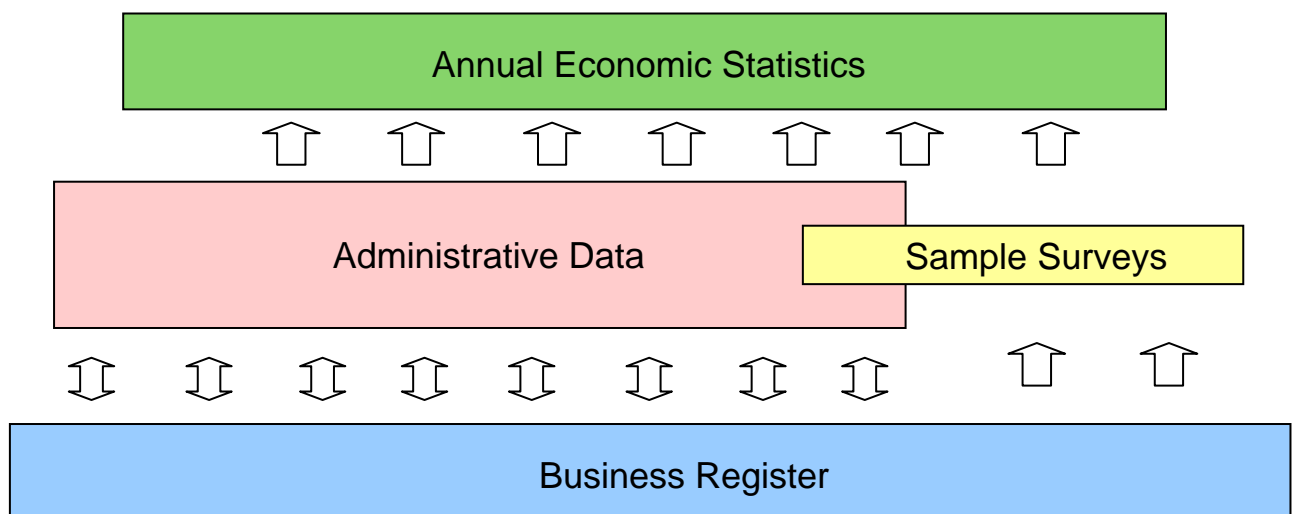 Annual Economic Statistics
Administrative Data
Sample Surveys
Business Register